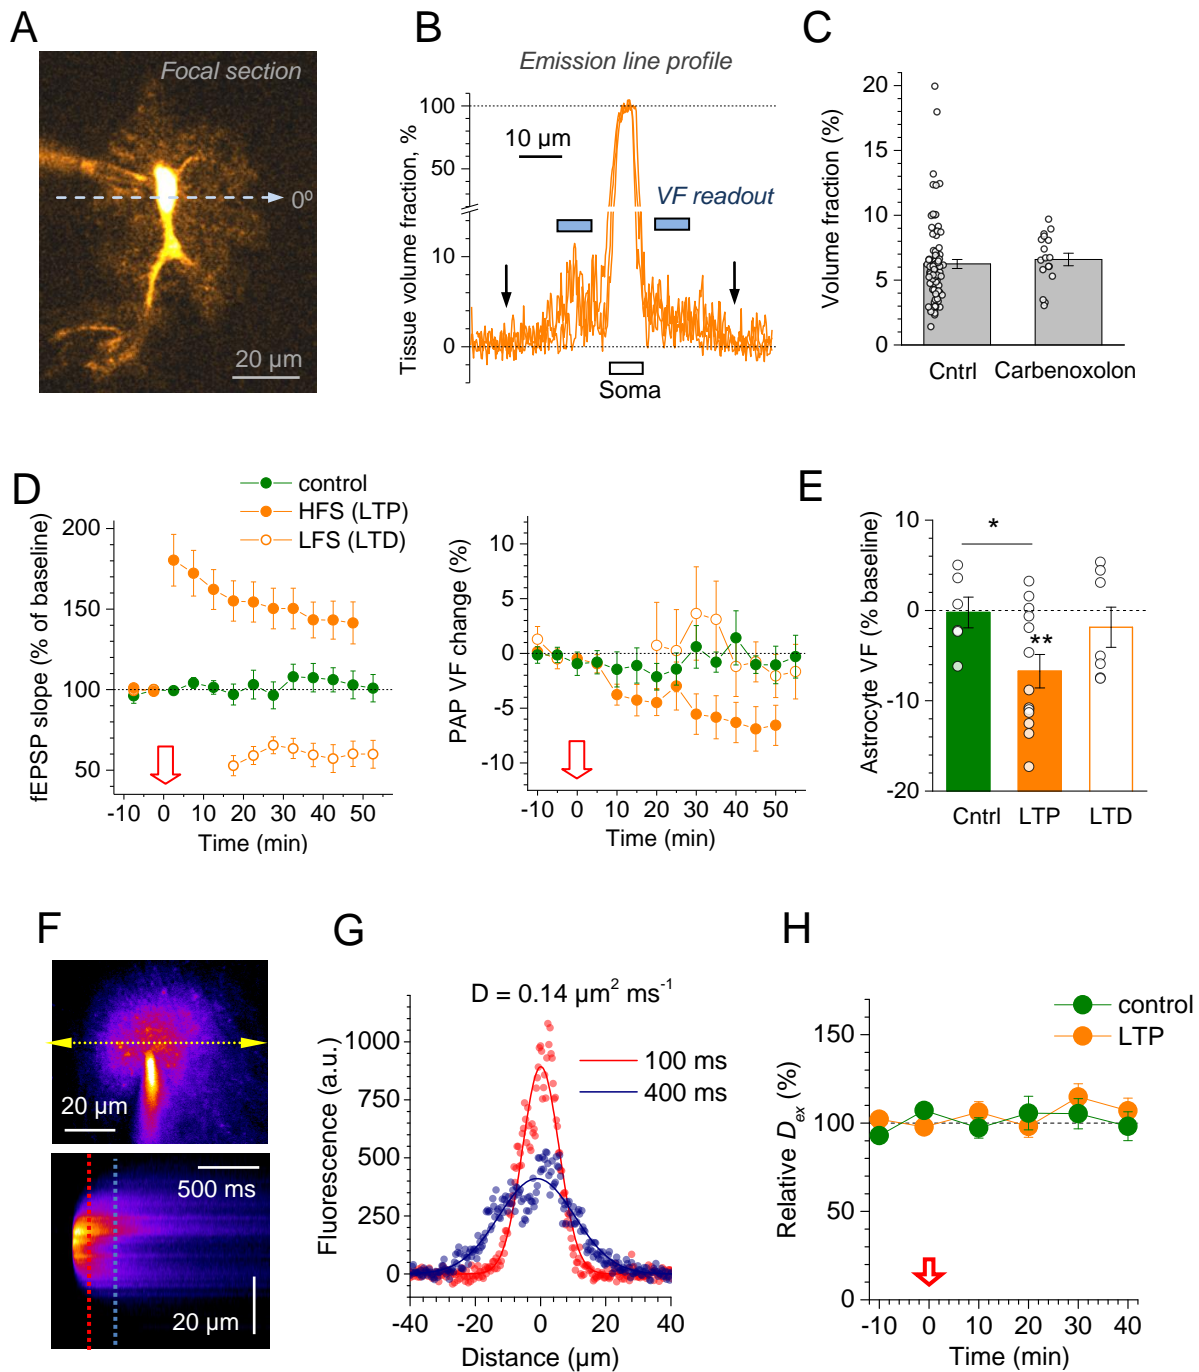 A
Focal section
0º
20 µm
B
Emission line profile
Tissue volume fraction, %
100
50
10
0
10 µm
VF readout
Soma
C
Volume fraction (%)
20
15
10
5
0
Cntrl
Carbenoxolon
D
control
HFS (LTP)
LFS (LTD)
fEPSP slope (% of baseline)
200
150
100
50
-10 0 10 20 30 40 50
Time (min)
PAP VF change (%)
10
5
0
-5
-10
-10 0 10 20 30 40 50
Time (min)
E
Astrocyte VF (% baseline)
10
0
-10
-20
*
**
Cntrl LTP LTD
F
20 µm
500 ms
20 µm
G
D = 0.14 µm² ms⁻¹
Fluorescence (a.u.)
1000
750
500
250
0
100 ms
400 ms
-40 -20 0 20 40
Distance (µm)
H
control
LTP
Relative Dex (%)
150
100
50
0
-10 0 10 20 30 40
Time (min)